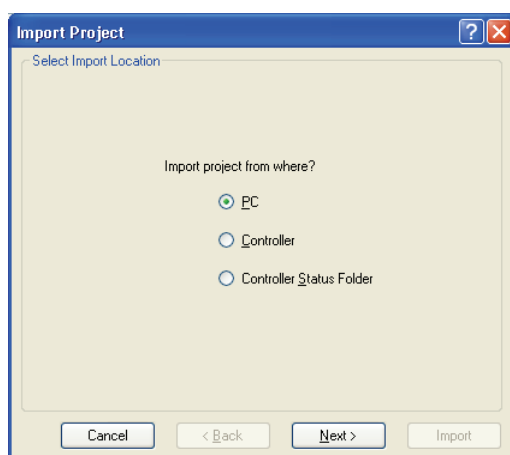 Import Project
Select Import Location
Import project from where?
PC
Controller
Controller Status Folder
Cancel < Back Next > Import